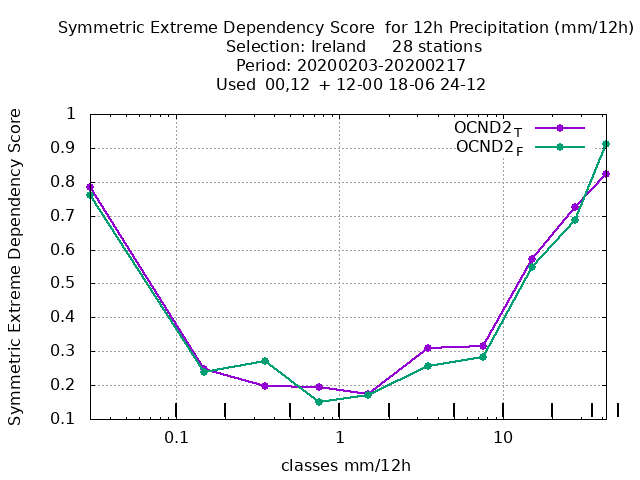 Symmetric Extreme Dependency Score  for 12h Precipitation (mm/12h)
Selection: Ireland     28 stations
Period: 20200203-20200217
Used  00,12  + 12-00 18-06 24-12
Symmetric Extreme Dependency Score
1
0.9
0.8
0.7
0.6
0.5
0.4
0.3
0.2
0.1
OCND2T
OCND2F
0.1
1
10
classes mm/12h